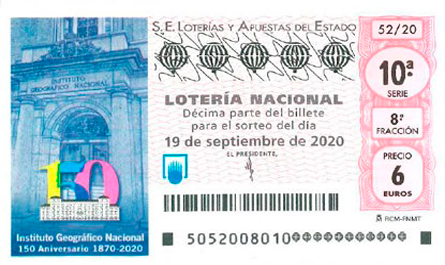 S.E. LOTERÍAS Y APUESTAS DEL ESTADO
52/20
10ª
SERIE
LOTERÍA NACIONAL
Décima parte del billete
para el sorteo del día
19 de septiembre de 2020
EL PRESIDENTE,
8ª
FRACCIÓN
PRECIO
6
EUROS
INSTITUTO
GEOGRÁFICO NACIONAL
150
Instituto Geográfico Nacional
150 Aniversario 1870-2020
RCM-FNMT
5052008010